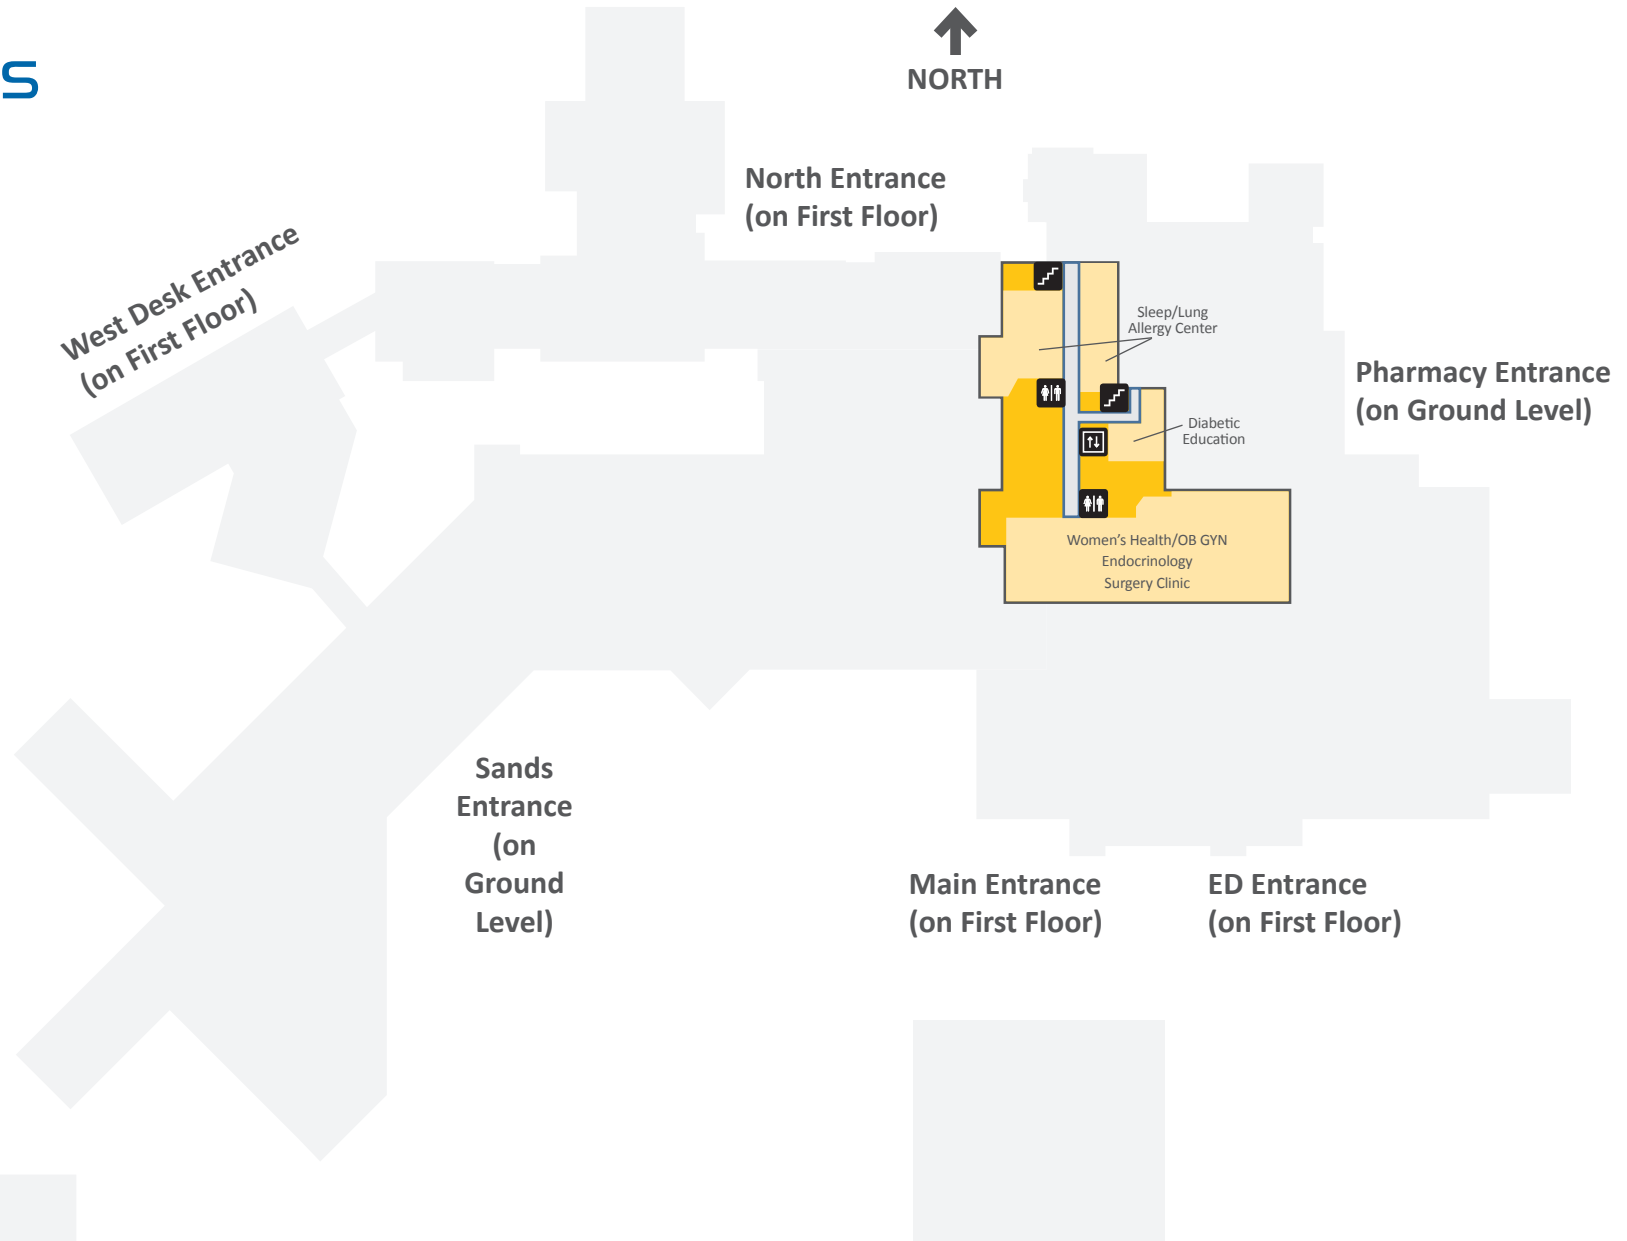 S
NORTH
North Entrance
(on First Floor)
West Desk Entrance
(on First Floor)
Sleep/Lung
Allergy Center
Pharmacy Entrance
(on Ground Level)
Diabetic
Education
Women's Health/OB GYN
Endocrinology
Surgery Clinic
Sands
Entrance
(on
Ground
Level)
Main Entrance
(on First Floor)
ED Entrance
(on First Floor)